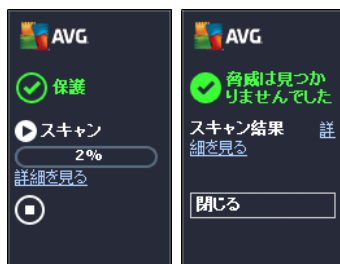 AVG
保護
スキャン
2%
詳細を見る
AVG
脅威は見つか
りませんでした
スキャン結果 詳
細を見る
閉じる